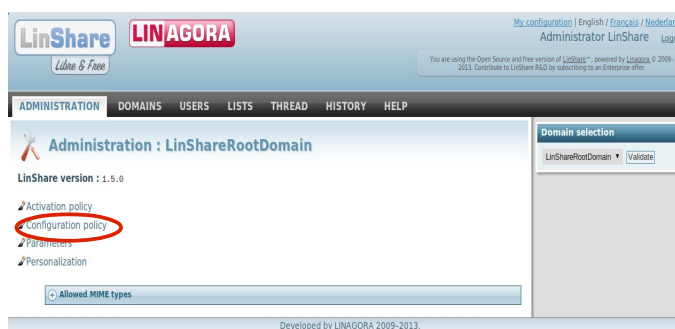 LinShare
Libre & Free
LINAGORA
My configuration | English / Français / Nederlan
Administrator LinShare Logo
You are using the Open Source and free version of LinShare™, powered by Linagora © 2009-
2013. Contribute to LinShare R&D by subscribing to an Enterprise offer.
ADMINISTRATION DOMAINS USERS LISTS THREAD HISTORY HELP
Administration : LinShareRootDomain
Domain selection
LinShareRootDomain Validate
LinShare version : 1.5.0
Activation policy
Configuration policy
Parameters
Personalization
Allowed MIME types
Developed by LINAGORA 2009-2013.